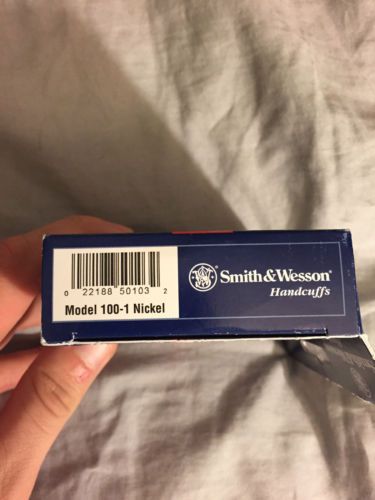 0 22188 50103 2
Model 100-1 Nickel
Smith & Wesson
Handcuffs